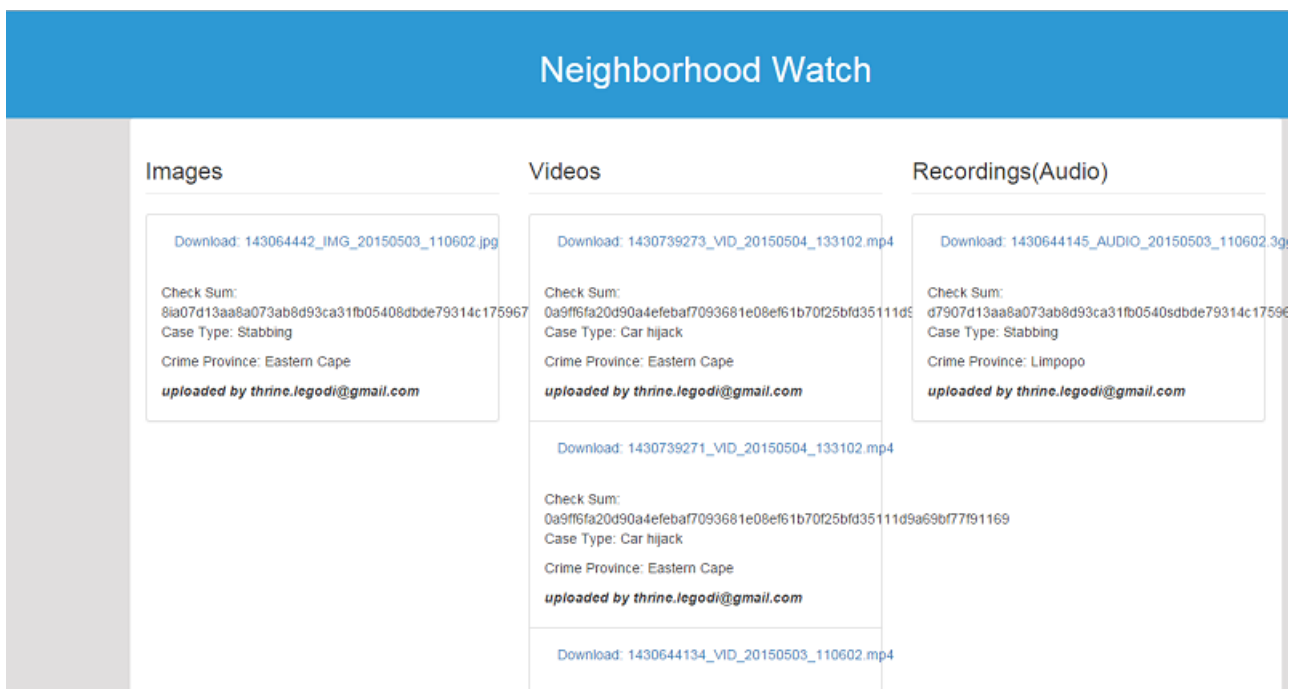 Neighborhood Watch
Images
Download: 143064442_IMG_20150503_110602.jpg
Check Sum:
8ia07d13aa8a073ab8d93ca31fb05408dbde79314c175967
Case Type: Stabbing
Crime Province: Eastern Cape
uploaded by thrine.legodi@gmail.com
Videos
Download: 1430739273_VID_20150504_133102.mp4
Check Sum:
0a9ff6fa20d90a4efebaf7093681e08ef61b70f25bfd35111d9
Case Type: Car hijack
Crime Province: Eastern Cape
uploaded by thrine.legodi@gmail.com
Download: 1430739271_VID_20150504_133102.mp4
Check Sum:
0a9ff6fa20d90a4efebaf7093681e08ef61b70f25bfd35111d9a69bf77f91169
Case Type: Car hijack
Crime Province: Eastern Cape
uploaded by thrine.legodi@gmail.com
Download: 1430644134_VID_20150503_110602.mp4
Recordings(Audio)
Download: 1430644145_AUDIO_20150503_110602.3g
Check Sum:
d7907d13aa8a073ab8d93ca31fb0540sdbde79314c1759
Case Type: Stabbing
Crime Province: Limpopo
uploaded by thrine.legodi@gmail.com